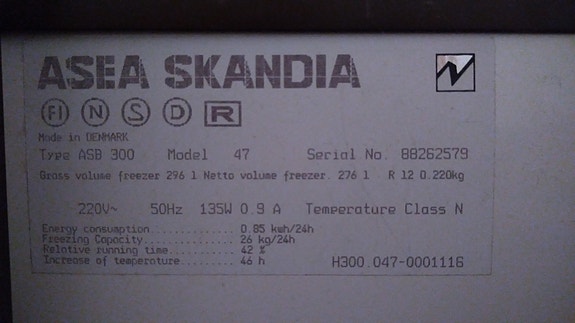 ASEA SKANDIA
FI N S D R
Made in DENMARK
Type ASB 300 Model 47 Serial No. 88262579
Gross volume freezer 296 l Netto volume freezer. 276 l R 12 0.220kg
220V~ 50Hz 135W 0.9 A Temperature Class N
Energy consumption.............. 0.85 kwh/24h
Freezing Capacity............... 26 kg/24h
Relative running time........... 42 %
Increase of temperature......... 46 h
H300.047-0001116